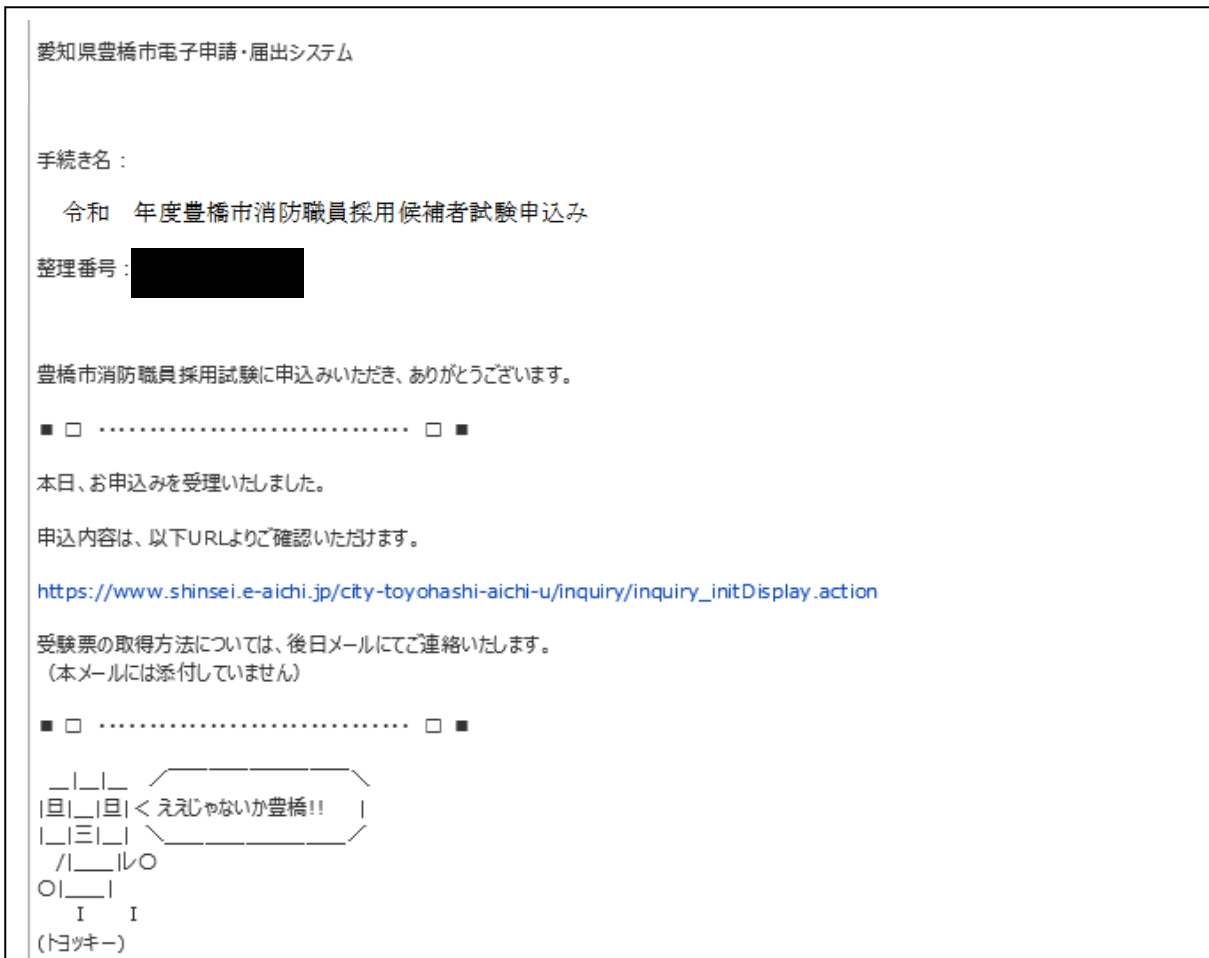 愛知県豊橋市電子申請・届出システム
手続き名：
令和　年度豊橋市消防職員採用候補者試験申込み
整理番号：
豊橋市消防職員採用試験に申込みいただき、ありがとうございます。
■ □ ‥‥‥‥‥‥‥‥‥‥‥‥‥‥‥ □ ■
本日、お申込みを受理いたしました。
申込内容は、以下URLよりご確認いただけます。
https://www.shinsei.e-aichi.jp/city-toyohashi-aichi-u/inquiry/inquiry_initDisplay.action
受験票の取得方法については、後日メールにてご連絡いたします。
（本メールには添付していません）
■ □ ‥‥‥‥‥‥‥‥‥‥‥‥‥‥‥ □ ■
＿|＿|＿ ／￣￣￣￣￣￣￣￣￣＼
|旦|＿|旦|＜ ええじゃないか豊橋!!　|
|＿|三|＿| ＼＿＿＿＿＿＿＿＿＿／
/|＿＿|レ○
○|＿＿|
I　I
(トヨッキー)